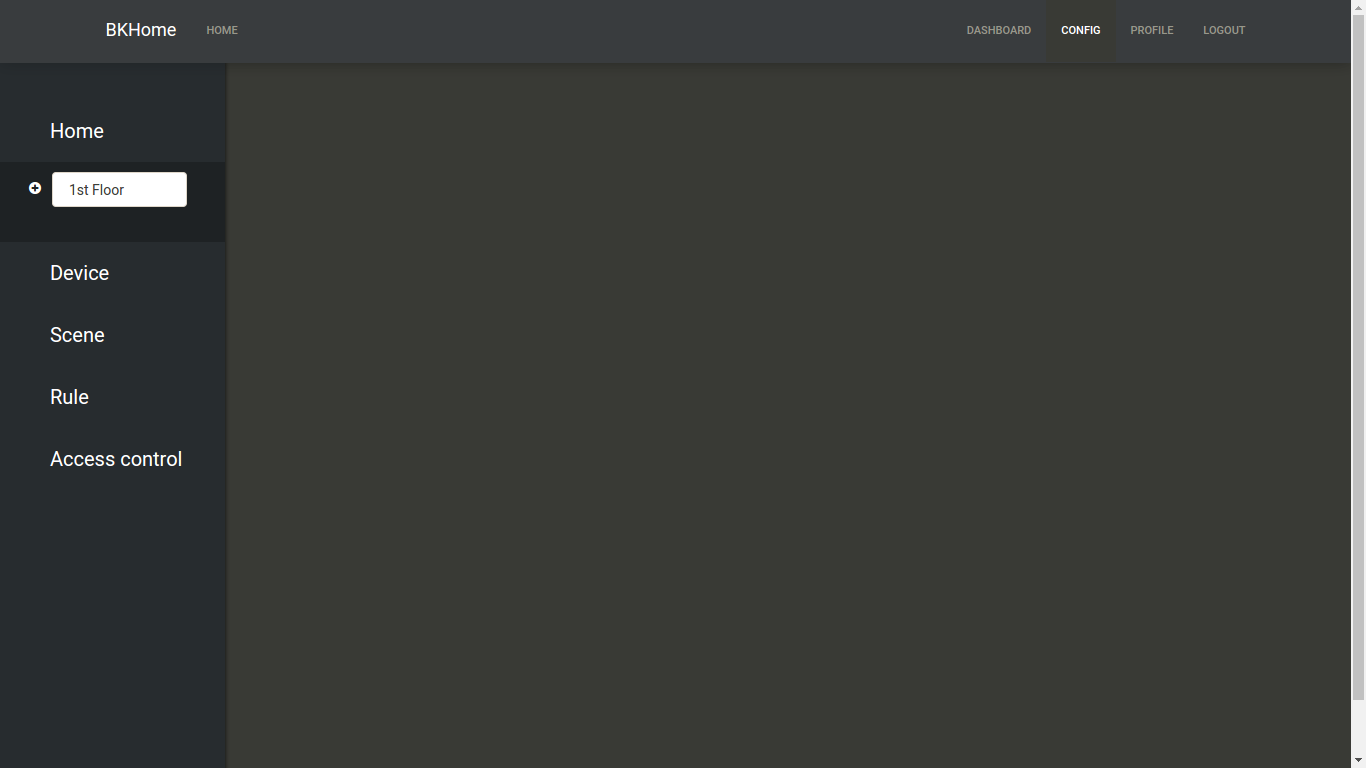 BKHome HOME DASHBOARD CONFIG PROFILE LOGOUT
Home
1st Floor
Device
Scene
Rule
Access control